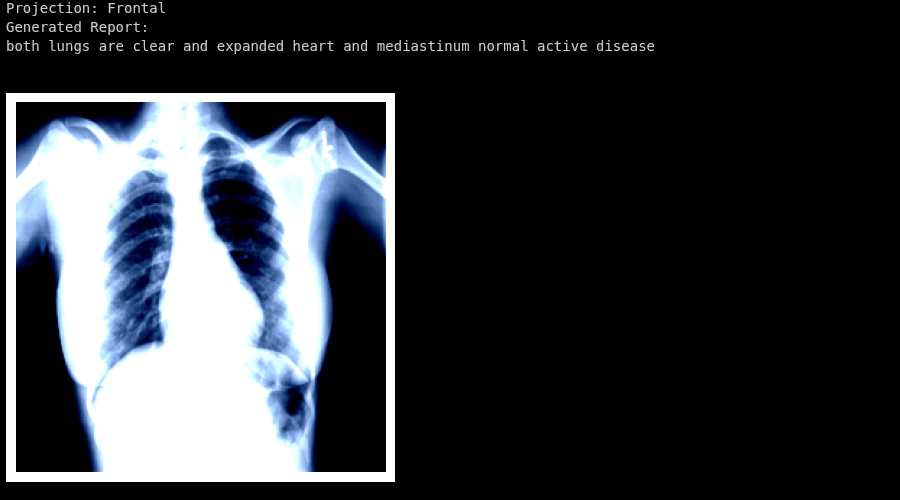 Projection: Frontal
Generated Report:
both lungs are clear and expanded heart and mediastinum normal active disease